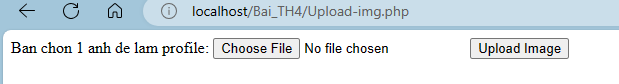 localhost/Bai_TH4/Upload-img.php
Ban chon 1 anh de lam profile: Choose File No file chosen Upload Image